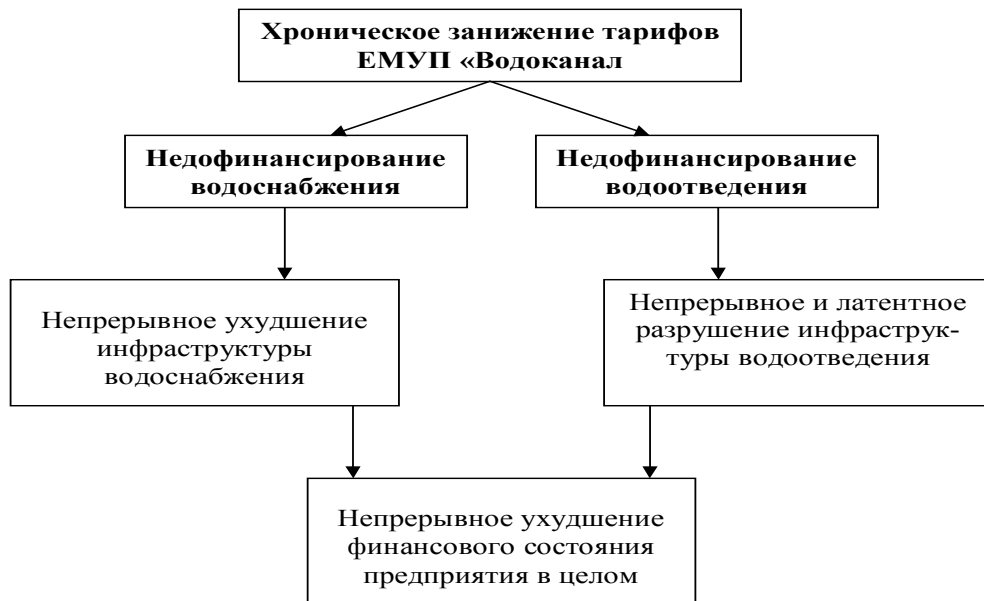 Хроническое занижение тарифов
ЕМУП «Водоканал
Недофинансирование
водоснабжения
Недофинансирование
водоотведения
Непрерывное ухудшение
инфраструктуры
водоснабжения
Непрерывное и латентное
разрушение инфраструк-
туры водоотведения
Непрерывное ухудшение
финансового состояния
предприятия в целом